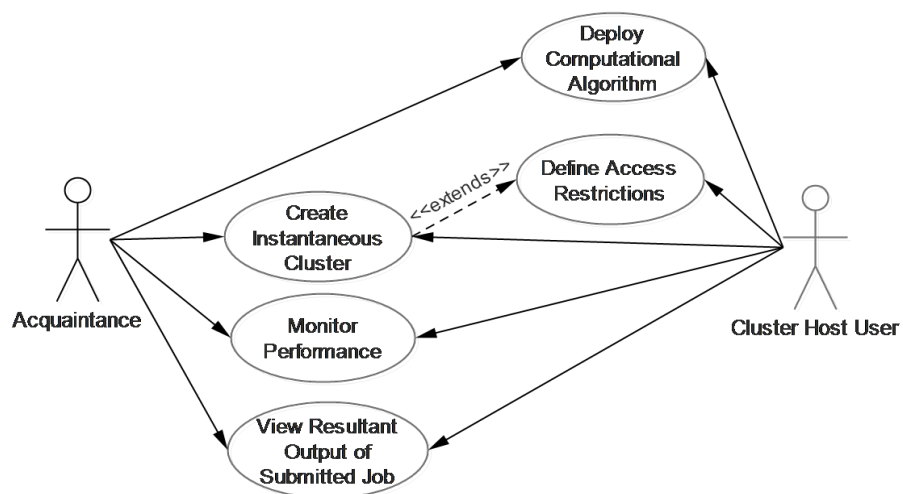 Deploy
Computational
Algorithm
<<extends>>
Define Access
Restrictions
Create
Instantaneous
Cluster
Acquaintance
Monitor
Performance
Cluster Host User
View Resultant
Output of
Submitted Job